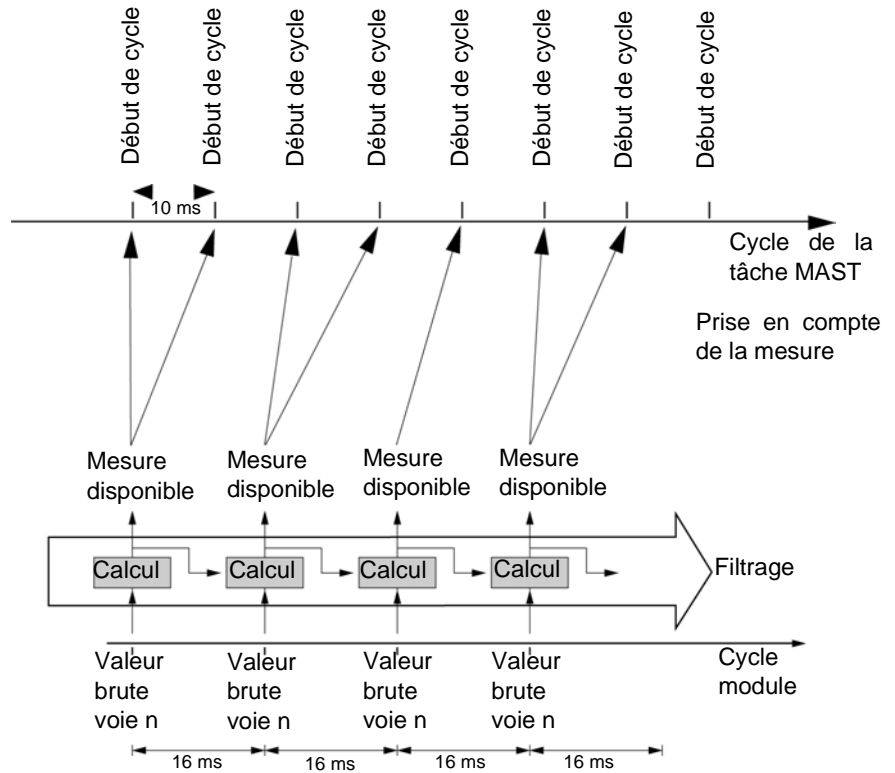 Début de cycle
Début de cycle
Début de cycle
Début de cycle
Début de cycle
Début de cycle
Début de cycle
Début de cycle
10 ms
Cycle de la
tâche MAST
Prise en compte
de la mesure
Mesure
disponible
Mesure
disponible
Mesure
disponible
Mesure
disponible
Calcul
Calcul
Calcul
Calcul
Filtrage
Valeur
brute
voie n
Valeur
brute
voie n
Valeur
brute
voie n
Valeur
brute
voie n
Cycle
module
16 ms
16 ms
16 ms
16 ms